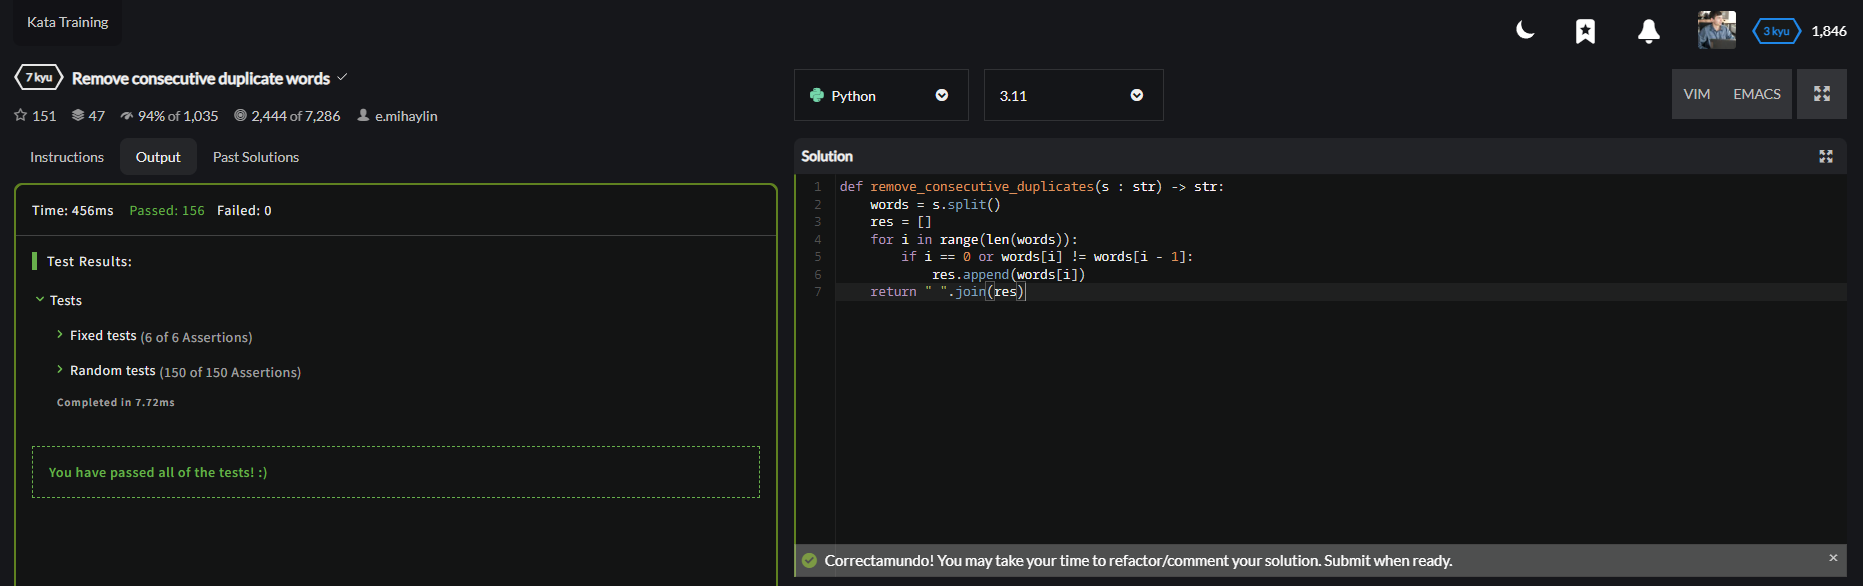 Kata Training
3 kyu
1,846
7 kyu
Remove consecutive duplicate words
151 47 94% of 1,035 2,444 of 7,286 e.mihaylin
Instructions Output Past Solutions
Time: 456ms Passed: 156 Failed: 0
Test Results:
Tests
Fixed tests (6 of 6 Assertions)
Random tests (150 of 150 Assertions)
Completed in 7.72ms
You have passed all of the tests! :)
Python
3.11
VIM EMACS
Solution
1 def remove_consecutive_duplicates(s : str) -> str:
2     words = s.split()
3     res = []
4     for i in range(len(words)):
5         if i == 0 or words[i] != words[i - 1]:
6             res.append(words[i])
7     return " ".join(res)
Correctamundo! You may take your time to refactor/comment your solution. Submit when ready.
×